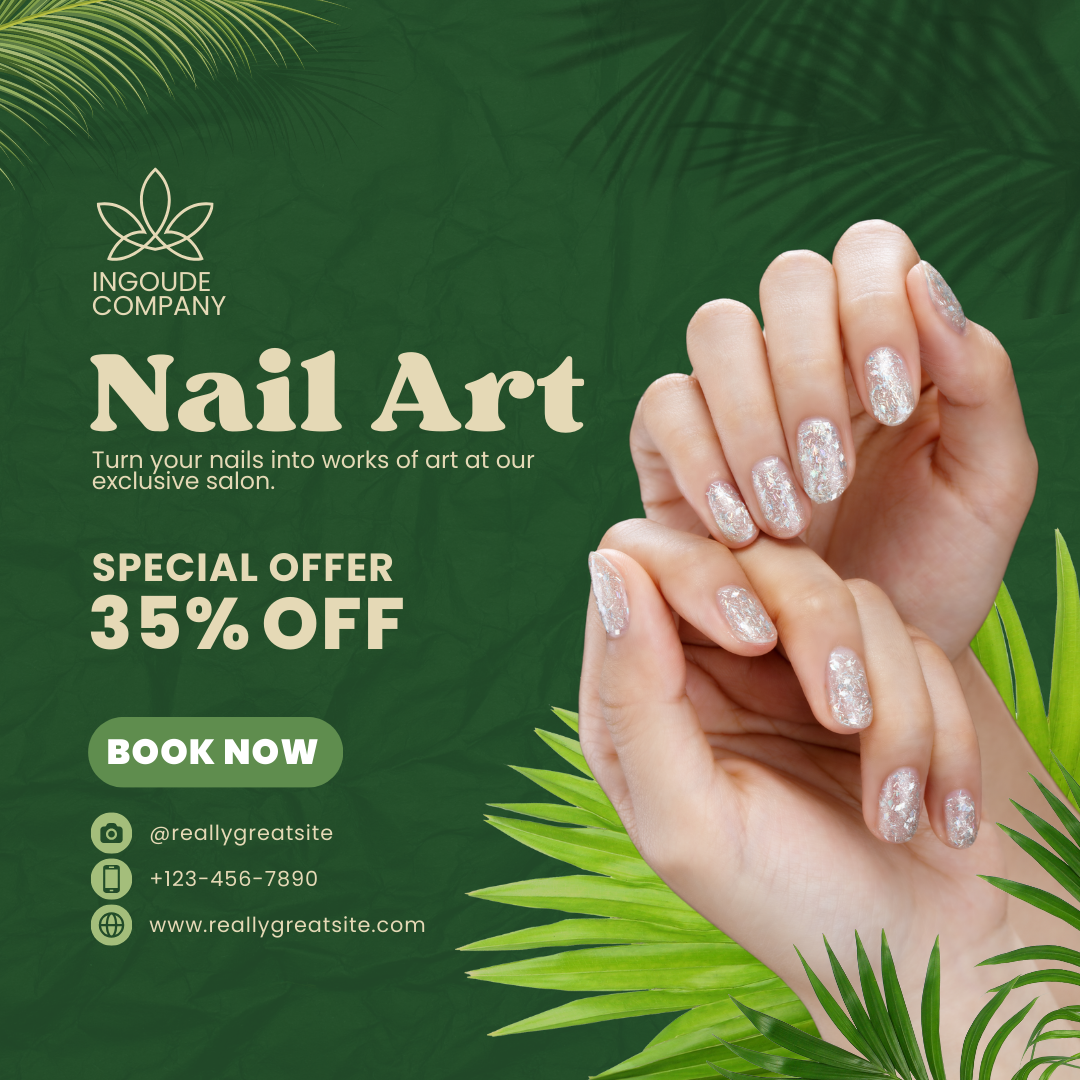 INGOUDE
COMPANY
Nail Art
Turn your nails into works of art at our
exclusive salon.
SPECIAL OFFER
35% OFF
BOOK NOW
@reallygreatsite
+123-456-7890
www.reallygreatsite.com